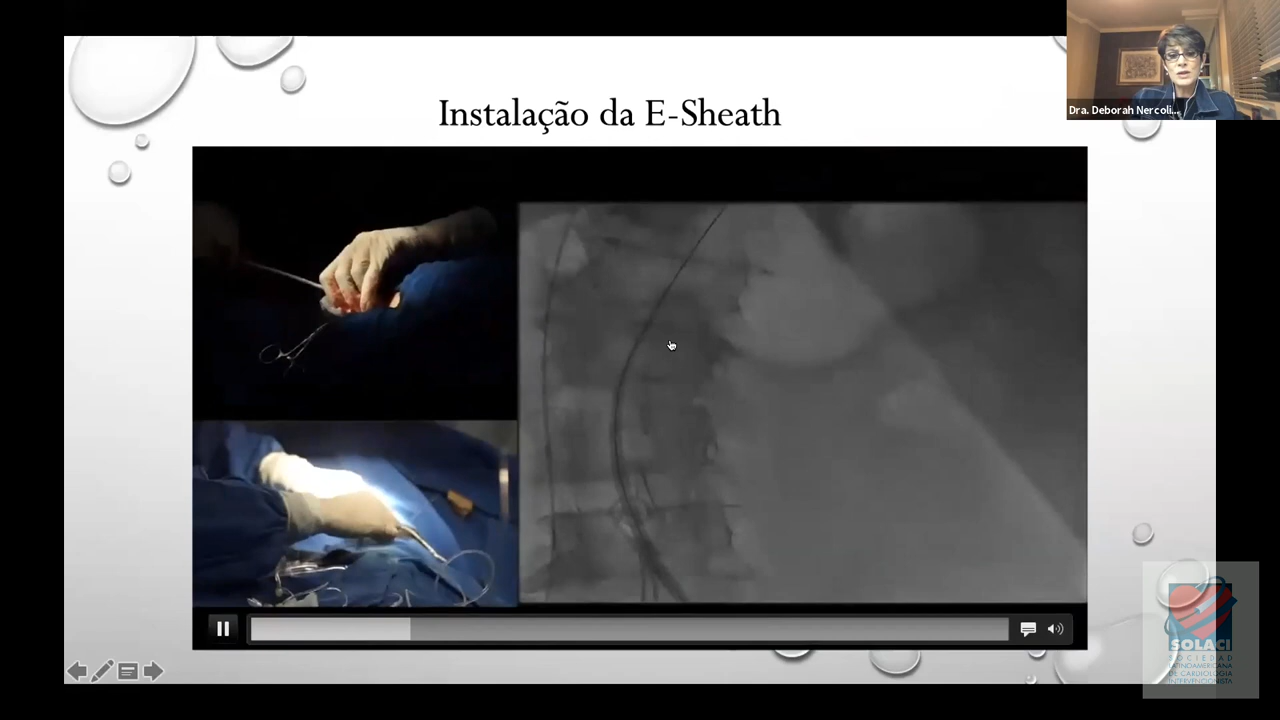 Instalação da E-Sheath
Dra. Deborah Nercoli...
SOLACI
SOCIEDAD
LATINOAMERICANA
DE CARDIOLOGIA
INTERVENCIONISTA